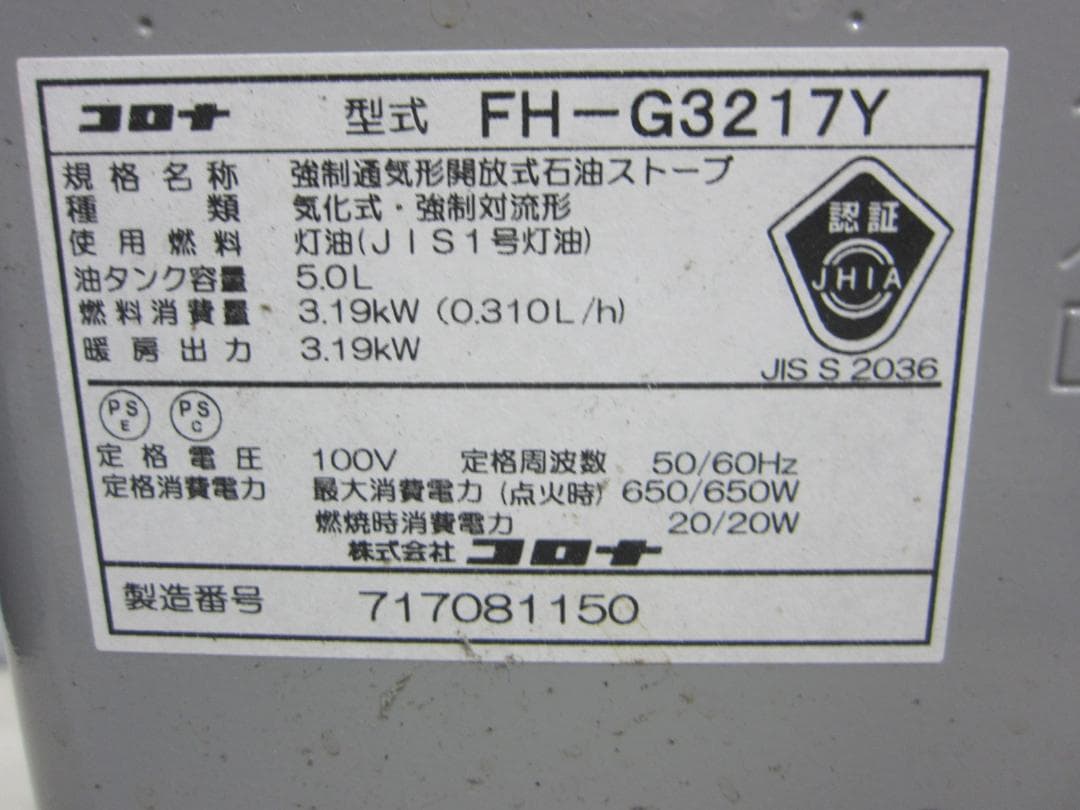 コロナ 型式 FH-G3217Y
規格名称 強制通気形開放式石油ストーブ
種類 気化式・強制対流形
使用燃料 灯油(JIS1号灯油)
油タンク容量 5.0L
燃料消費量 3.19kW (0.310L/h)
暖房出力 3.19kW
認証
JHIA
JIS S 2036
PS E PS C
定格電圧 100V 定格周波数 50/60Hz
定格消費電力 最大消費電力 (点火時) 650/650W
燃焼時消費電力 20/20W
株式会社 コロナ
製造番号 717081150